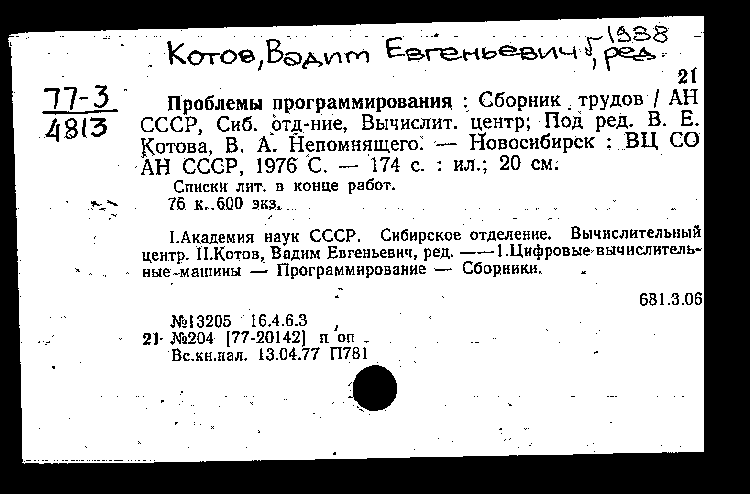 1938
Котов, Вадим Евгеньевич, ред.
21
77-3
4813
Проблемы программирования : Сборник трудов / АН
СССР, Сиб. отд-ние, Вычислит. центр; Под ред. В. Е.
Котова, В. А. Непомнящего. — Новосибирск : ВЦ СО
АН СССР, 1976 С. — 174 с. : ил.; 20 см.
Списки лит. в конце работ.
76 к. 600 экз.
I.Академия наук СССР. Сибирское отделение. Вычислительный
центр. II.Котов, Вадим Евгеньевич, ред. ——1.Цифровые вычислитель-
ные машины — Программирование — Сборники.
681.3.06
№13205 16.4.6.3
21 №204 [77-20142] п оп
Вс.кн.пал. 13.04.77 П781